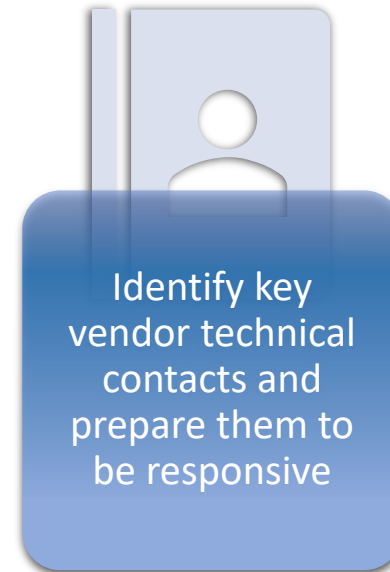 Identify key
vendor technical
contacts and
prepare them to
be responsive